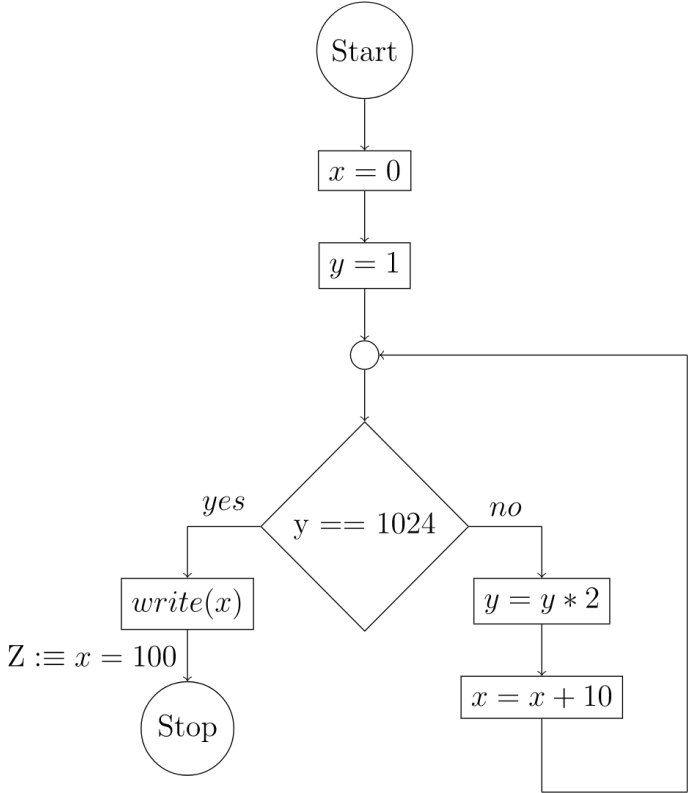 Start
x = 0
y = 1
y == 1024
yes
no
write(x)
y = y ∗ 2
Z :≡ x = 100
x = x + 10
Stop